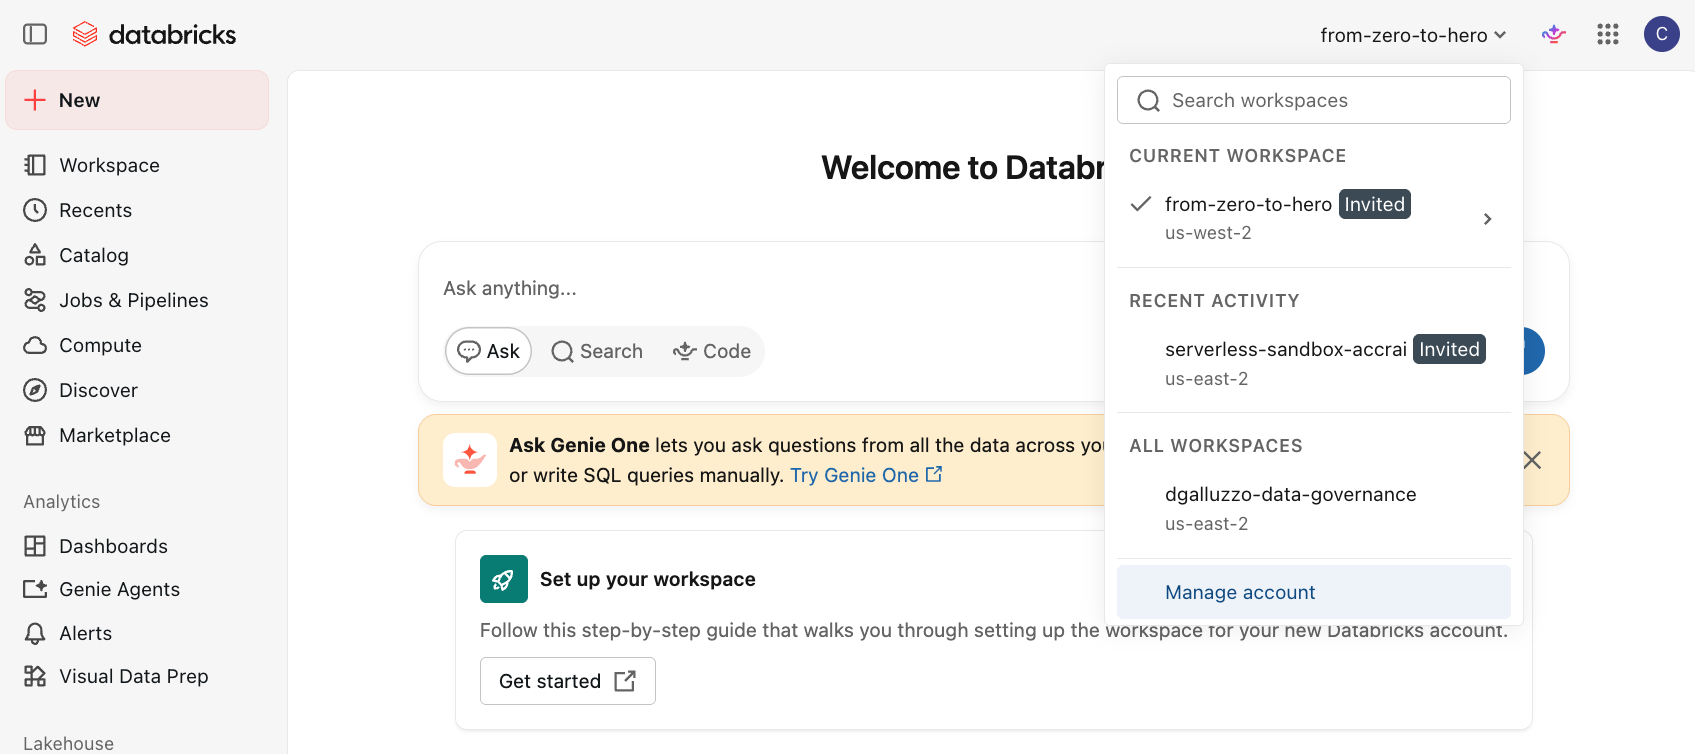 databricks
from-zero-to-hero
C
New
Workspace
Recents
Catalog
Jobs & Pipelines
Compute
Discover
Marketplace
Analytics
Dashboards
Genie Agents
Alerts
Visual Data Prep
Lakehouse
Welcome to Databr
Ask anything...
Ask
Search
Code
Ask Genie One lets you ask questions from all the data across you
or write SQL queries manually. Try Genie One
Set up your workspace
Follow this step-by-step guide that walks you through setting up the workspace for your new Databricks account.
Get started
Search workspaces
CURRENT WORKSPACE
from-zero-to-hero Invited
us-west-2
RECENT ACTIVITY
serverless-sandbox-accrai Invited
us-east-2
ALL WORKSPACES
dgalluzzo-data-governance
us-east-2
Manage account